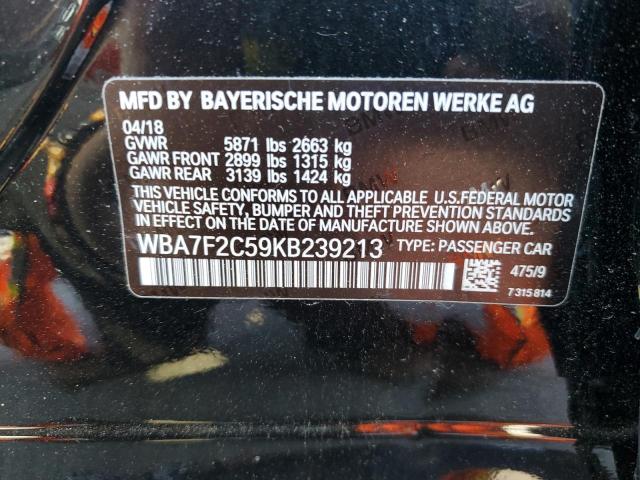 MFD BY BAYERISCHE MOTOREN WERKE AG
04/18
GVWR 5871 lbs 2663 kg
GAWR FRONT 2899 lbs 1315 kg
GAWR REAR 3139 lbs 1424 kg
THIS VEHICLE CONFORMS TO ALL APPLICABLE U.S.FEDERAL MOTOR
VEHICLE SAFETY, BUMPER AND THEFT PREVENTION STANDARDS IN
EFFECT ON THE DATE OF MANUFACTURE SHOWN ABOVE.
WBA7F2C59KB239213 TYPE: PASSENGER CAR
475/9
7 315 814